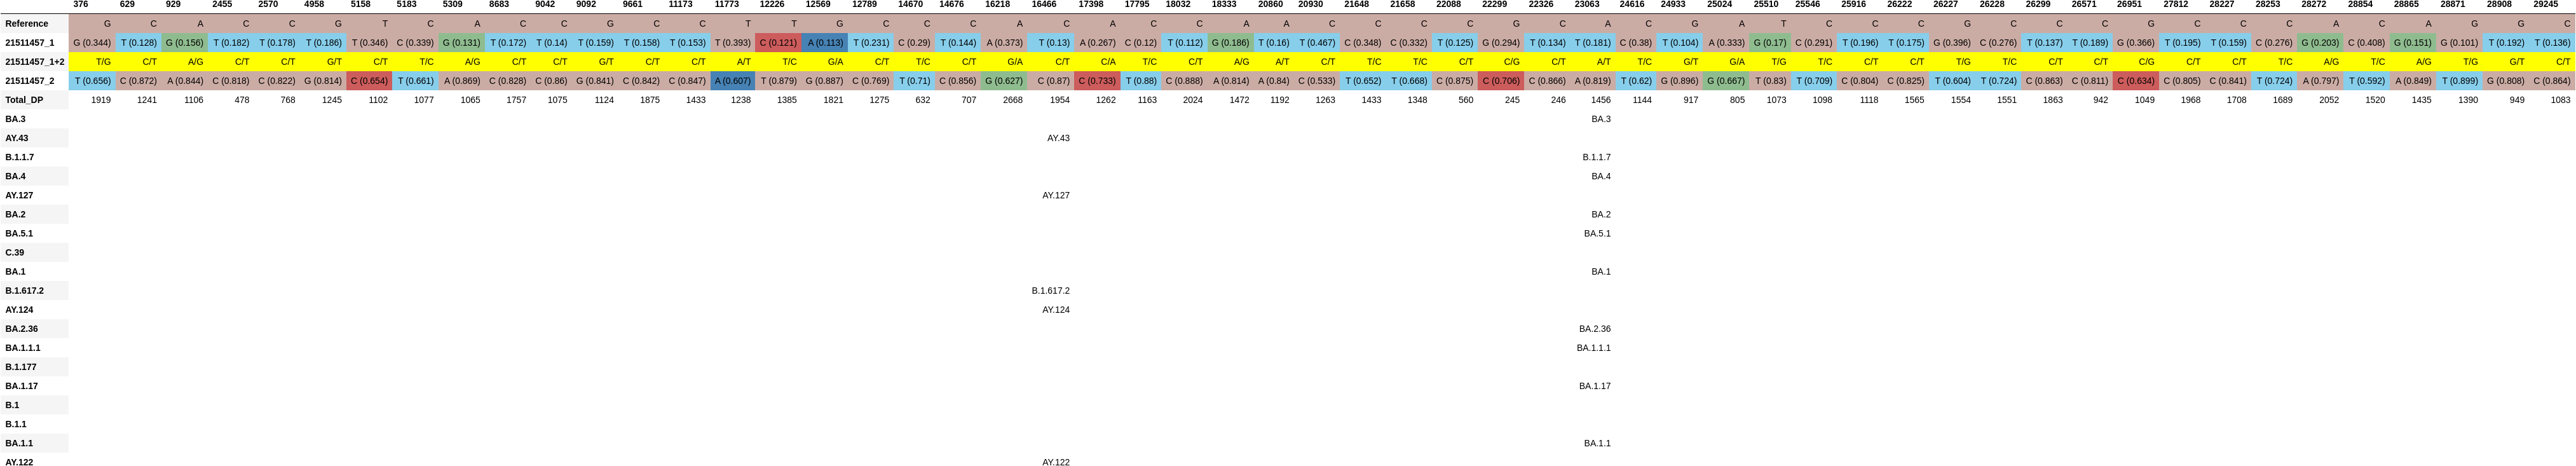 376 629 929 2455 2570 4958 5158 5183 5309 8683 9042 9092 9661 11173 11773 12226 12569 12789 14670 14676 16218 16466 17398 17795 18032 18333 20860 20930 21648 21658 22088 22299 22326 23063 24616 24933 25024 25510 25546 25916 26222 26227 26228 26299 26571 26951 27812 28227 28253 28272 28854 28865 28871 28908 29245
Reference G C A C C G T C A C C G C C T T G C C C A C A C C A A C C C C G C A C G A T C C C G C C C G C C C A C A G G C
21511457_1 G (0.344) T (0.128) G (0.156) T (0.182) T (0.178) T (0.186) T (0.346) C (0.339) G (0.131) T (0.172) T (0.14) T (0.159) T (0.158) T (0.153) T (0.393) C (0.121) A (0.113) T (0.231) C (0.29) T (0.144) A (0.373) T (0.13) A (0.267) C (0.12) T (0.112) G (0.186) T (0.16) T (0.467) C (0.348) C (0.332) T (0.125) G (0.294) T (0.134) T (0.181) C (0.38) T (0.104) A (0.333) G (0.17) C (0.291) T (0.196) T (0.175) G (0.396) C (0.276) T (0.137) T (0.189) G (0.366) T (0.195) T (0.159) C (0.276) G (0.203) C (0.408) G (0.151) G (0.101) T (0.192) T (0.136)
21511457_1+2 T/G C/T A/G C/T C/T G/T C/T T/C A/G C/T C/T G/T C/T C/T A/T T/C G/A C/T T/C C/T G/A C/T C/A T/C C/T A/G A/T C/T T/C T/C C/T C/G C/T A/T T/C G/T G/A T/G T/C C/T C/T T/G T/C C/T C/T C/G C/T C/T T/C A/G T/C A/G T/G G/T C/T
21511457_2 T (0.656) C (0.872) A (0.844) C (0.818) C (0.822) G (0.814) C (0.654) T (0.661) A (0.869) C (0.828) C (0.86) G (0.841) C (0.842) C (0.847) A (0.607) T (0.879) G (0.887) C (0.769) T (0.71) C (0.856) G (0.627) C (0.87) C (0.733) T (0.88) C (0.888) A (0.814) A (0.84) C (0.533) T (0.652) T (0.668) C (0.875) C (0.706) C (0.866) A (0.819) T (0.62) G (0.896) G (0.667) T (0.83) T (0.709) C (0.804) C (0.825) T (0.604) T (0.724) C (0.863) C (0.811) C (0.634) C (0.805) C (0.841) T (0.724) A (0.797) T (0.592) A (0.849) T (0.899) G (0.808) C (0.864)
Total_DP 1919 1241 1106 478 768 1245 1102 1077 1065 1757 1075 1124 1875 1433 1238 1385 1821 1275 632 707 2668 1954 1262 1163 2024 1472 1192 1263 1433 1348 560 245 246 1456 1144 917 805 1073 1098 1118 1565 1554 1551 1863 942 1049 1968 1708 1689 2052 1520 1435 1390 949 1083
BA.3 BA.3
AY.43 AY.43
B.1.1.7 B.1.1.7
BA.4 BA.4
AY.127 AY.127
BA.2 BA.2
BA.5.1 BA.5.1
C.39
BA.1 BA.1
B.1.617.2 B.1.617.2
AY.124 AY.124
BA.2.36 BA.2.36
BA.1.1.1 BA.1.1.1
B.1.177
BA.1.17 BA.1.17
B.1
B.1.1
BA.1.1 BA.1.1
AY.122 AY.122